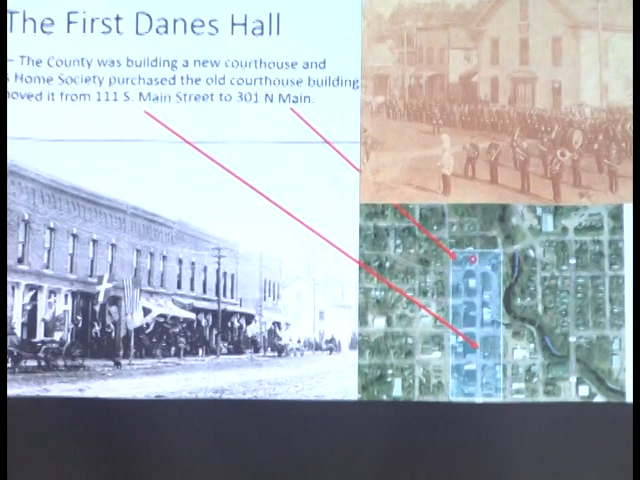 The First Danes Hall
– The County was building a new courthouse and
s Home Society purchased the old courthouse building
moved it from 111 S. Main Street to 301 N Main.